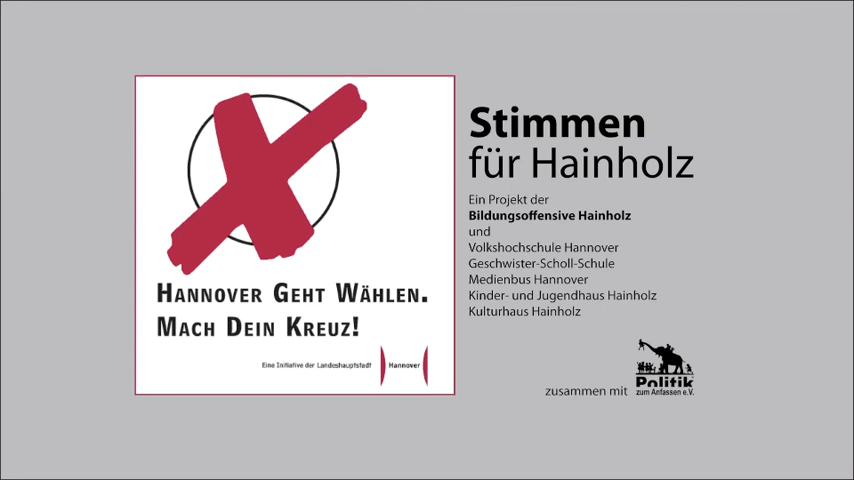 Hannover Geht Wählen.
Mach Dein Kreuz!
Eine Initiative der Landeshauptstadt Hannover
Stimmen
für Hainholz
Ein Projekt der
Bildungsoffensive Hainholz
und
Volkshochschule Hannover
Geschwister-Scholl-Schule
Medienbus Hannover
Kinder- und Jugendhaus Hainholz
Kulturhaus Hainholz
zusammen mit
Politik
zum Anfassen e.V.